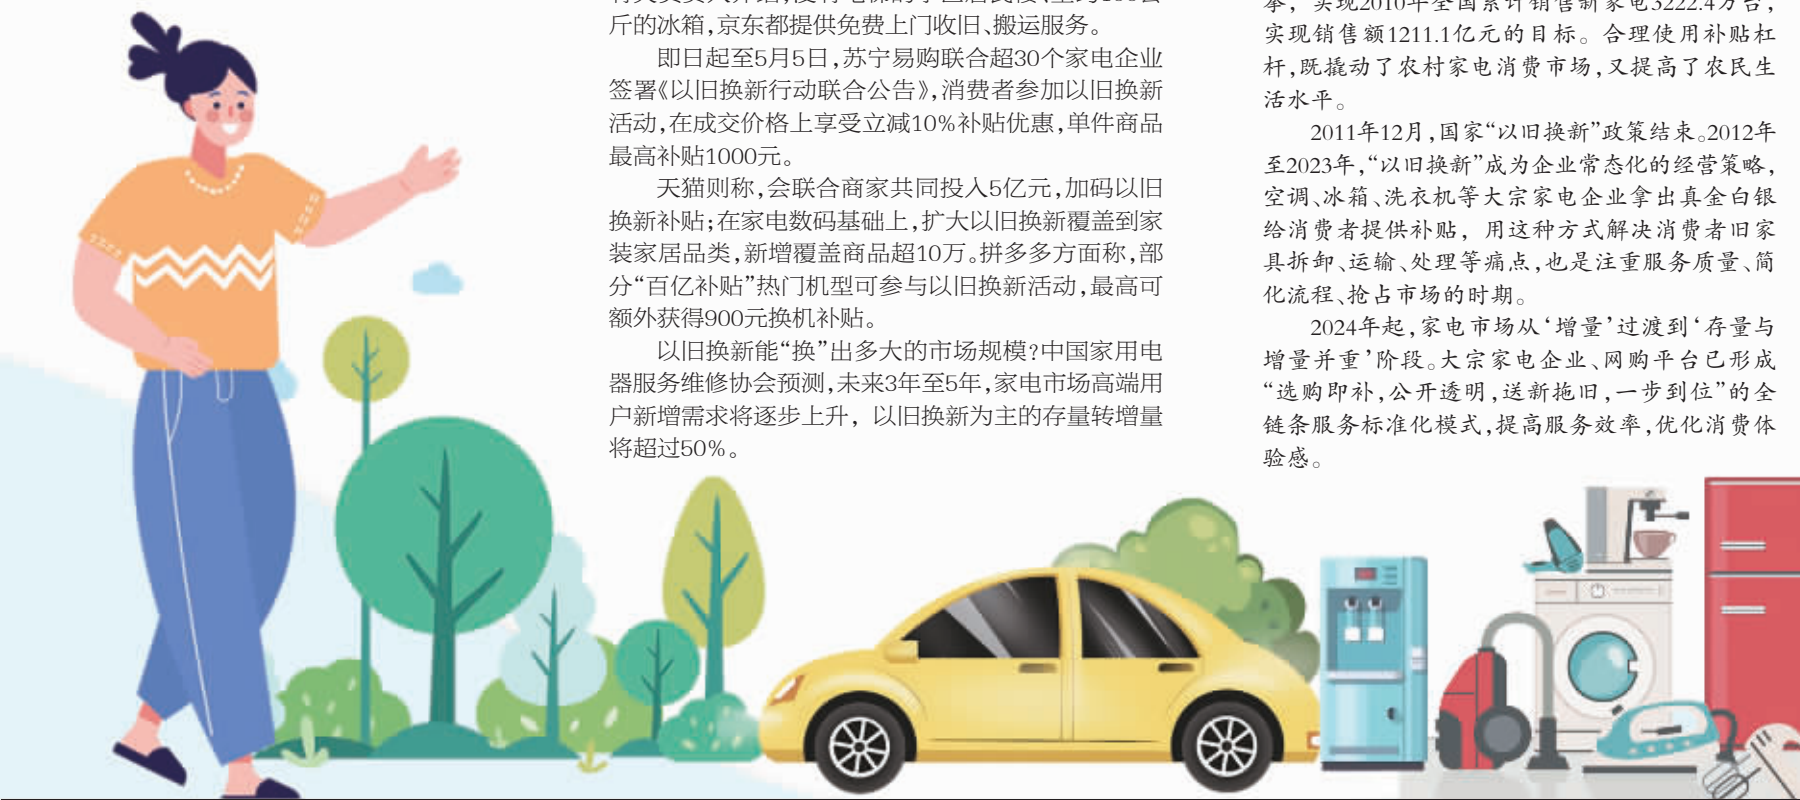 斤的冰箱，京东都提供免费上门收旧、搬运服务。
即日起至5月5日，苏宁易购联合超30个家电企业
签署《以旧换新行动联合公告》，消费者参加以旧换新
活动，在成交价格上享受立减10%补贴优惠，单件商品
最高补贴1000元。
天猫则称，会联合商家共同投入5亿元，加码以旧
换新补贴；在家电数码基础上，扩大以旧换新覆盖到家
装家居品类，新增覆盖商品超10万。拼多多方面称，部
分“百亿补贴”热门机型可参与以旧换新活动，最高可
额外获得900元换机补贴。
以旧换新能“换”出多大的市场规模？中国家用电
器服务维修协会预测，未来3年至5年，家电市场高端用
户新增需求将逐步上升，以旧换新为主的存量转增量
将超过50%。
举，实现2010年全国累计销售新家电3222.4万台，
实现销售额1211.1亿元的目标。合理使用补贴杠
杆，既撬动了农村家电消费市场，又提高了农民生
活水平。
2011年12月，国家“以旧换新”政策结束。2012年
至2023年，“以旧换新”成为企业常态化的经营策略，
空调、冰箱、洗衣机等大宗家电企业拿出真金白银
给消费者提供补贴，用这种方式解决消费者旧家
具拆卸、运输、处理等痛点，也是注重服务质量、简
化流程、抢占市场的时期。
2024年起，家电市场从‘增量’过渡到‘存量与
增量并重’阶段。大宗家电企业、网购平台已形成
“选购即补，公开透明，送新拖旧，一步到位”的全
链条服务标准化模式，提高服务效率，优化消费体
验感。